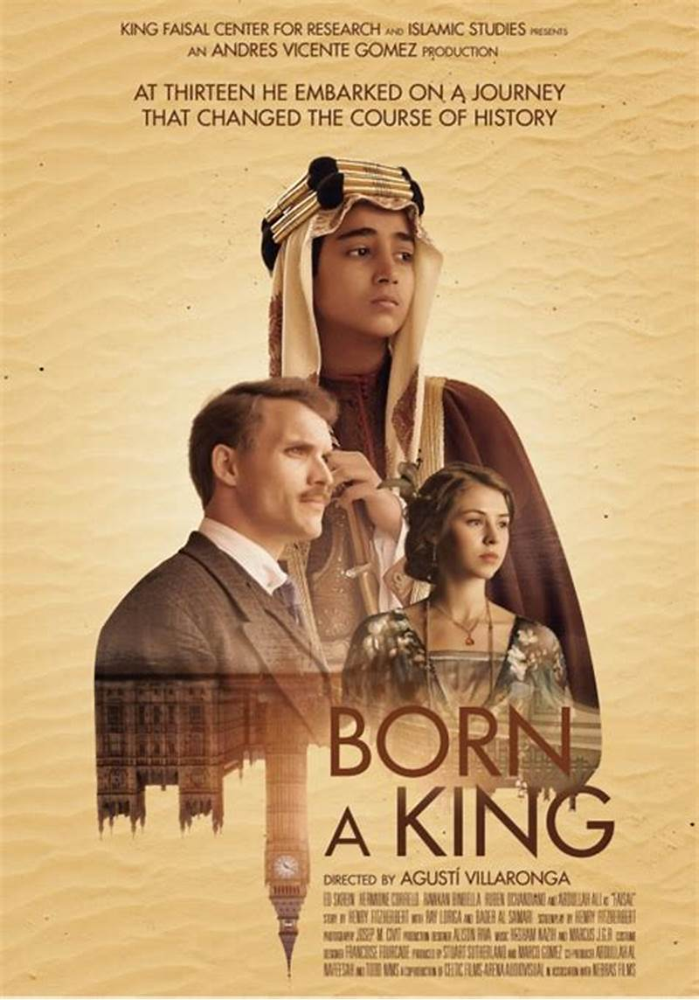 KING FAISAL CENTER FOR RESEARCH AND ISLAMIC STUDIES PRESENTS
AN ANDRES VICENTE GOMEZ PRODUCTION
AT THIRTEEN HE EMBARKED ON A JOURNEY
THAT CHANGED THE COURSE OF HISTORY
BORN
A KING
DIRECTED BY AGUSTÍ VILLARONGA
ED SKREIN HERMIONE CORFIELD RAWKAN BINBELLA RUBEN OCHANDIANO AND ABDULLAH ALI AS "FAISAL"
STORY BY HENRY FITZHERBERT WITH RAY LORIGA AND BADER AL SAMARI SCREENPLAY BY HENRY FITZHERBERT
PHOTOGRAPHY JOSEP M. CIVIT PRODUCTION DESIGNER ALISON RIVA MUSIC HESHAM NAZIH AND MARCUS J.G.R. COSTUME
DESIGNER FRANCOISE FOURCADE PRODUCED BY STUART SUTHERLAND AND MARCO GOMEZ CO-PRODUCER ABDULLAH AL
NAFEESAH AND TODD NIMS A COPRODUCTION OF CELTIC FILMS-ARENA AUDIOVISUAL IN ASSOCIATION WITH NEBRAS FILMS